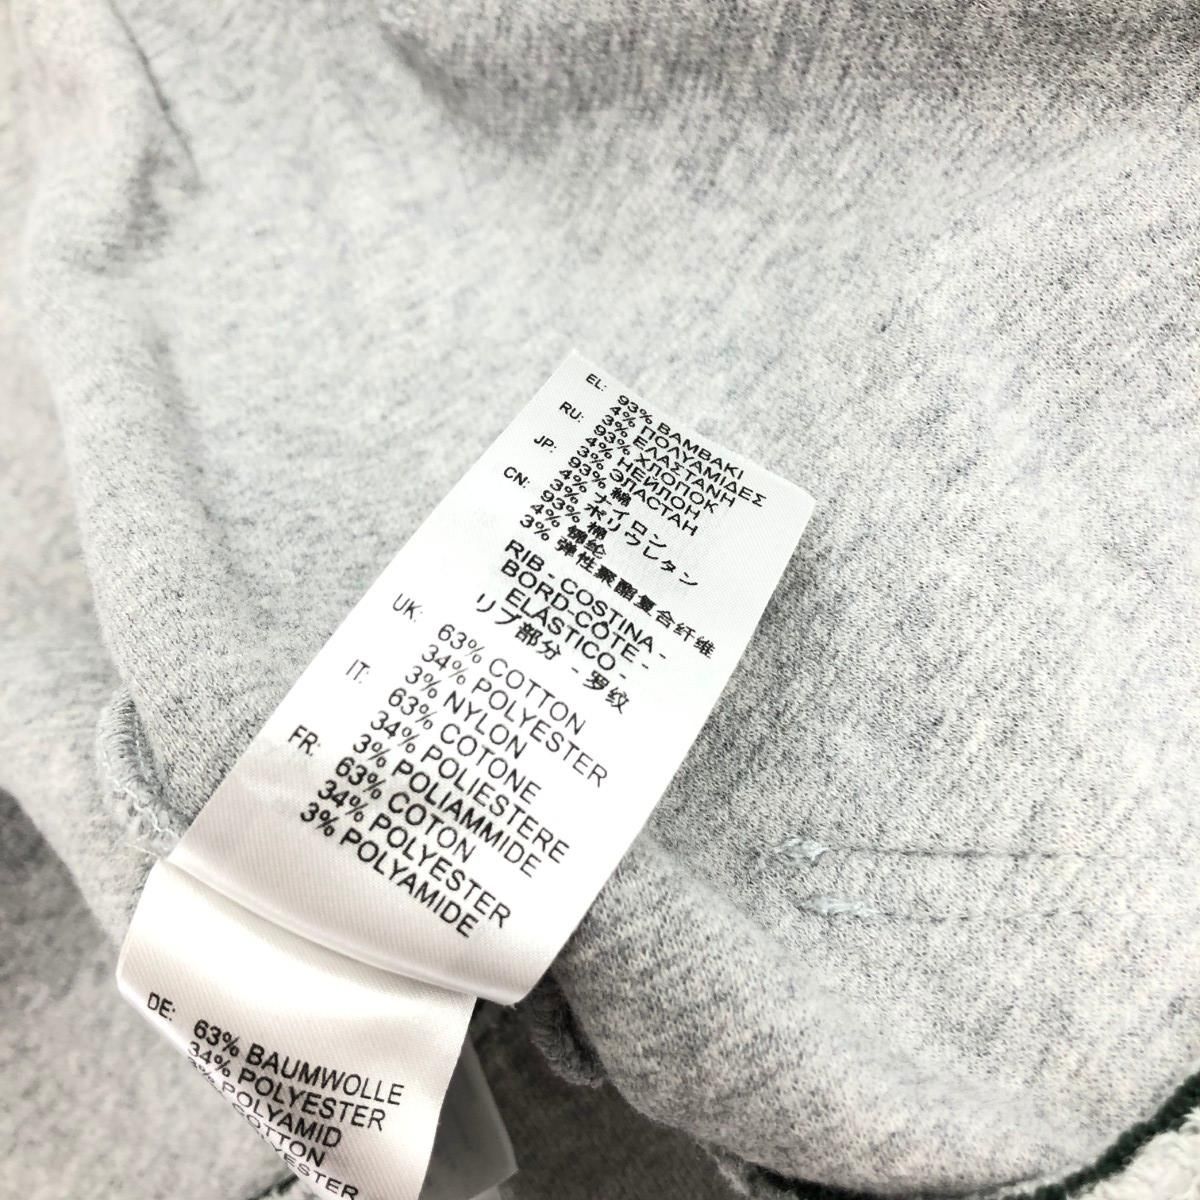 EL: 93% ΒΑΜΒΑΚΙ
4% ΠΟΛΥΑΜΙΔΕΣ
3% ΕΛΑΣΤΑΝΗ
RU: 93% ХЛОПОК
4% НЕЙЛОН
3% ЭЛАСТАН
JP: 93% 綿
4% ナイロン
3% ポリウレタン
CN: 93% 棉
4% 锦纶
3% 弹性聚酯复合纤维
RIB - COSTINA -
BORD-CÔTE -
ELÁSTICO -
リブ部分 - 罗纹
UK: 63% COTTON
34% POLYESTER
3% NYLON
IT: 63% COTONE
34% POLIESTERE
3% POLIAMMIDE
FR: 63% COTON
34% POLYESTER
3% POLYAMIDE
DE: 63% BAUMWOLLE
34% POLYESTER
3% POLYAMID
COTTON